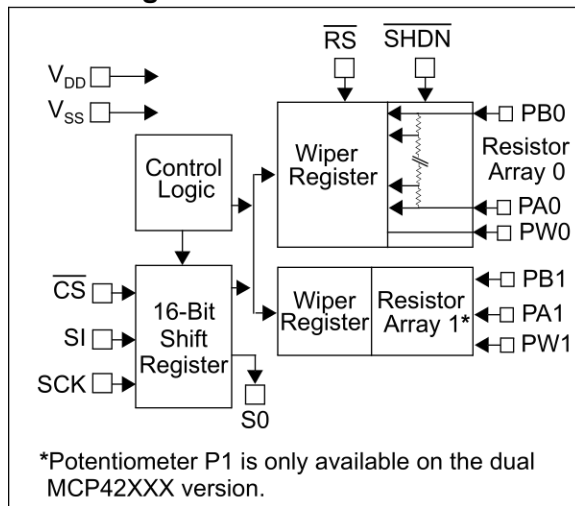 RS SHDN
VDD
VSS
PB0
Wiper
Register
Resistor
Array 0
Control
Logic
PA0
PW0
CS
16-Bit
Shift
Register
Wiper
Register
Resistor
Array 1*
PB1
PA1
PW1
SI
SCK
S0
*Potentiometer P1 is only available on the dual
MCP42XXX version.